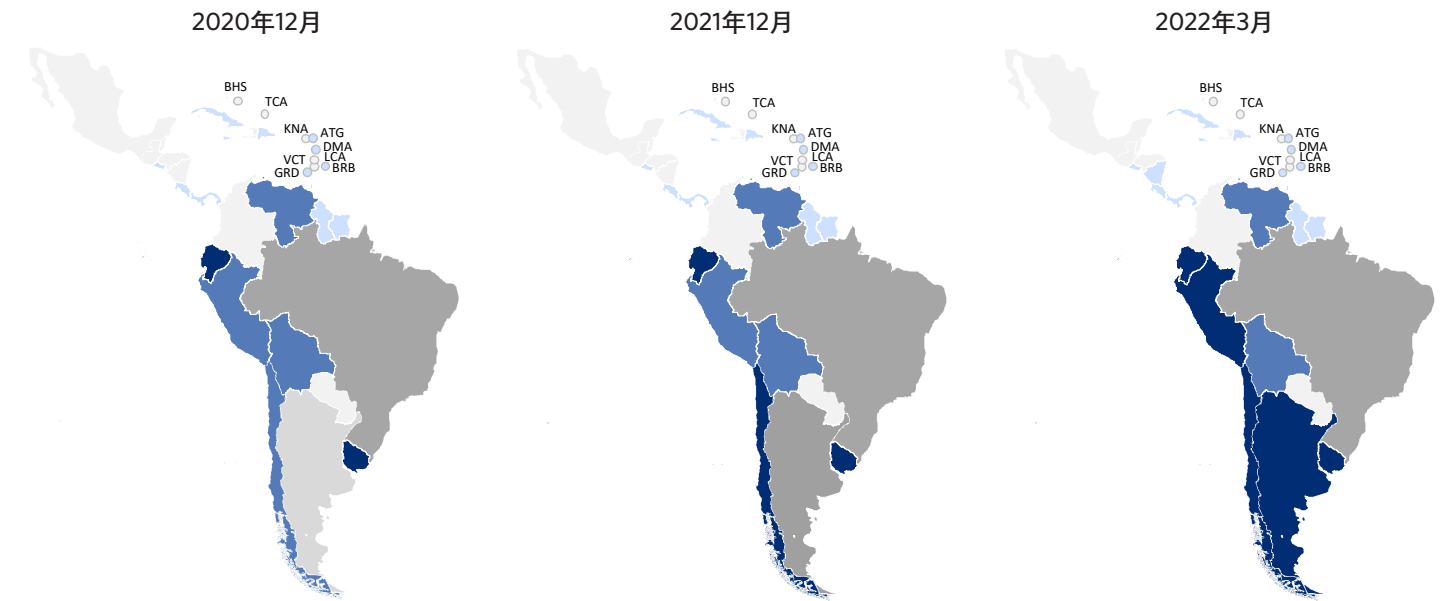 2020年12月
2021年12月
2022年3月
BHS
TCA
KNA
ATG
DMA
VCT
LCA
GRD
BRB
BHS
TCA
KNA
ATG
DMA
VCT
LCA
GRD
BRB
BHS
TCA
KNA
ATG
DMA
VCT
LCA
GRD
BRB